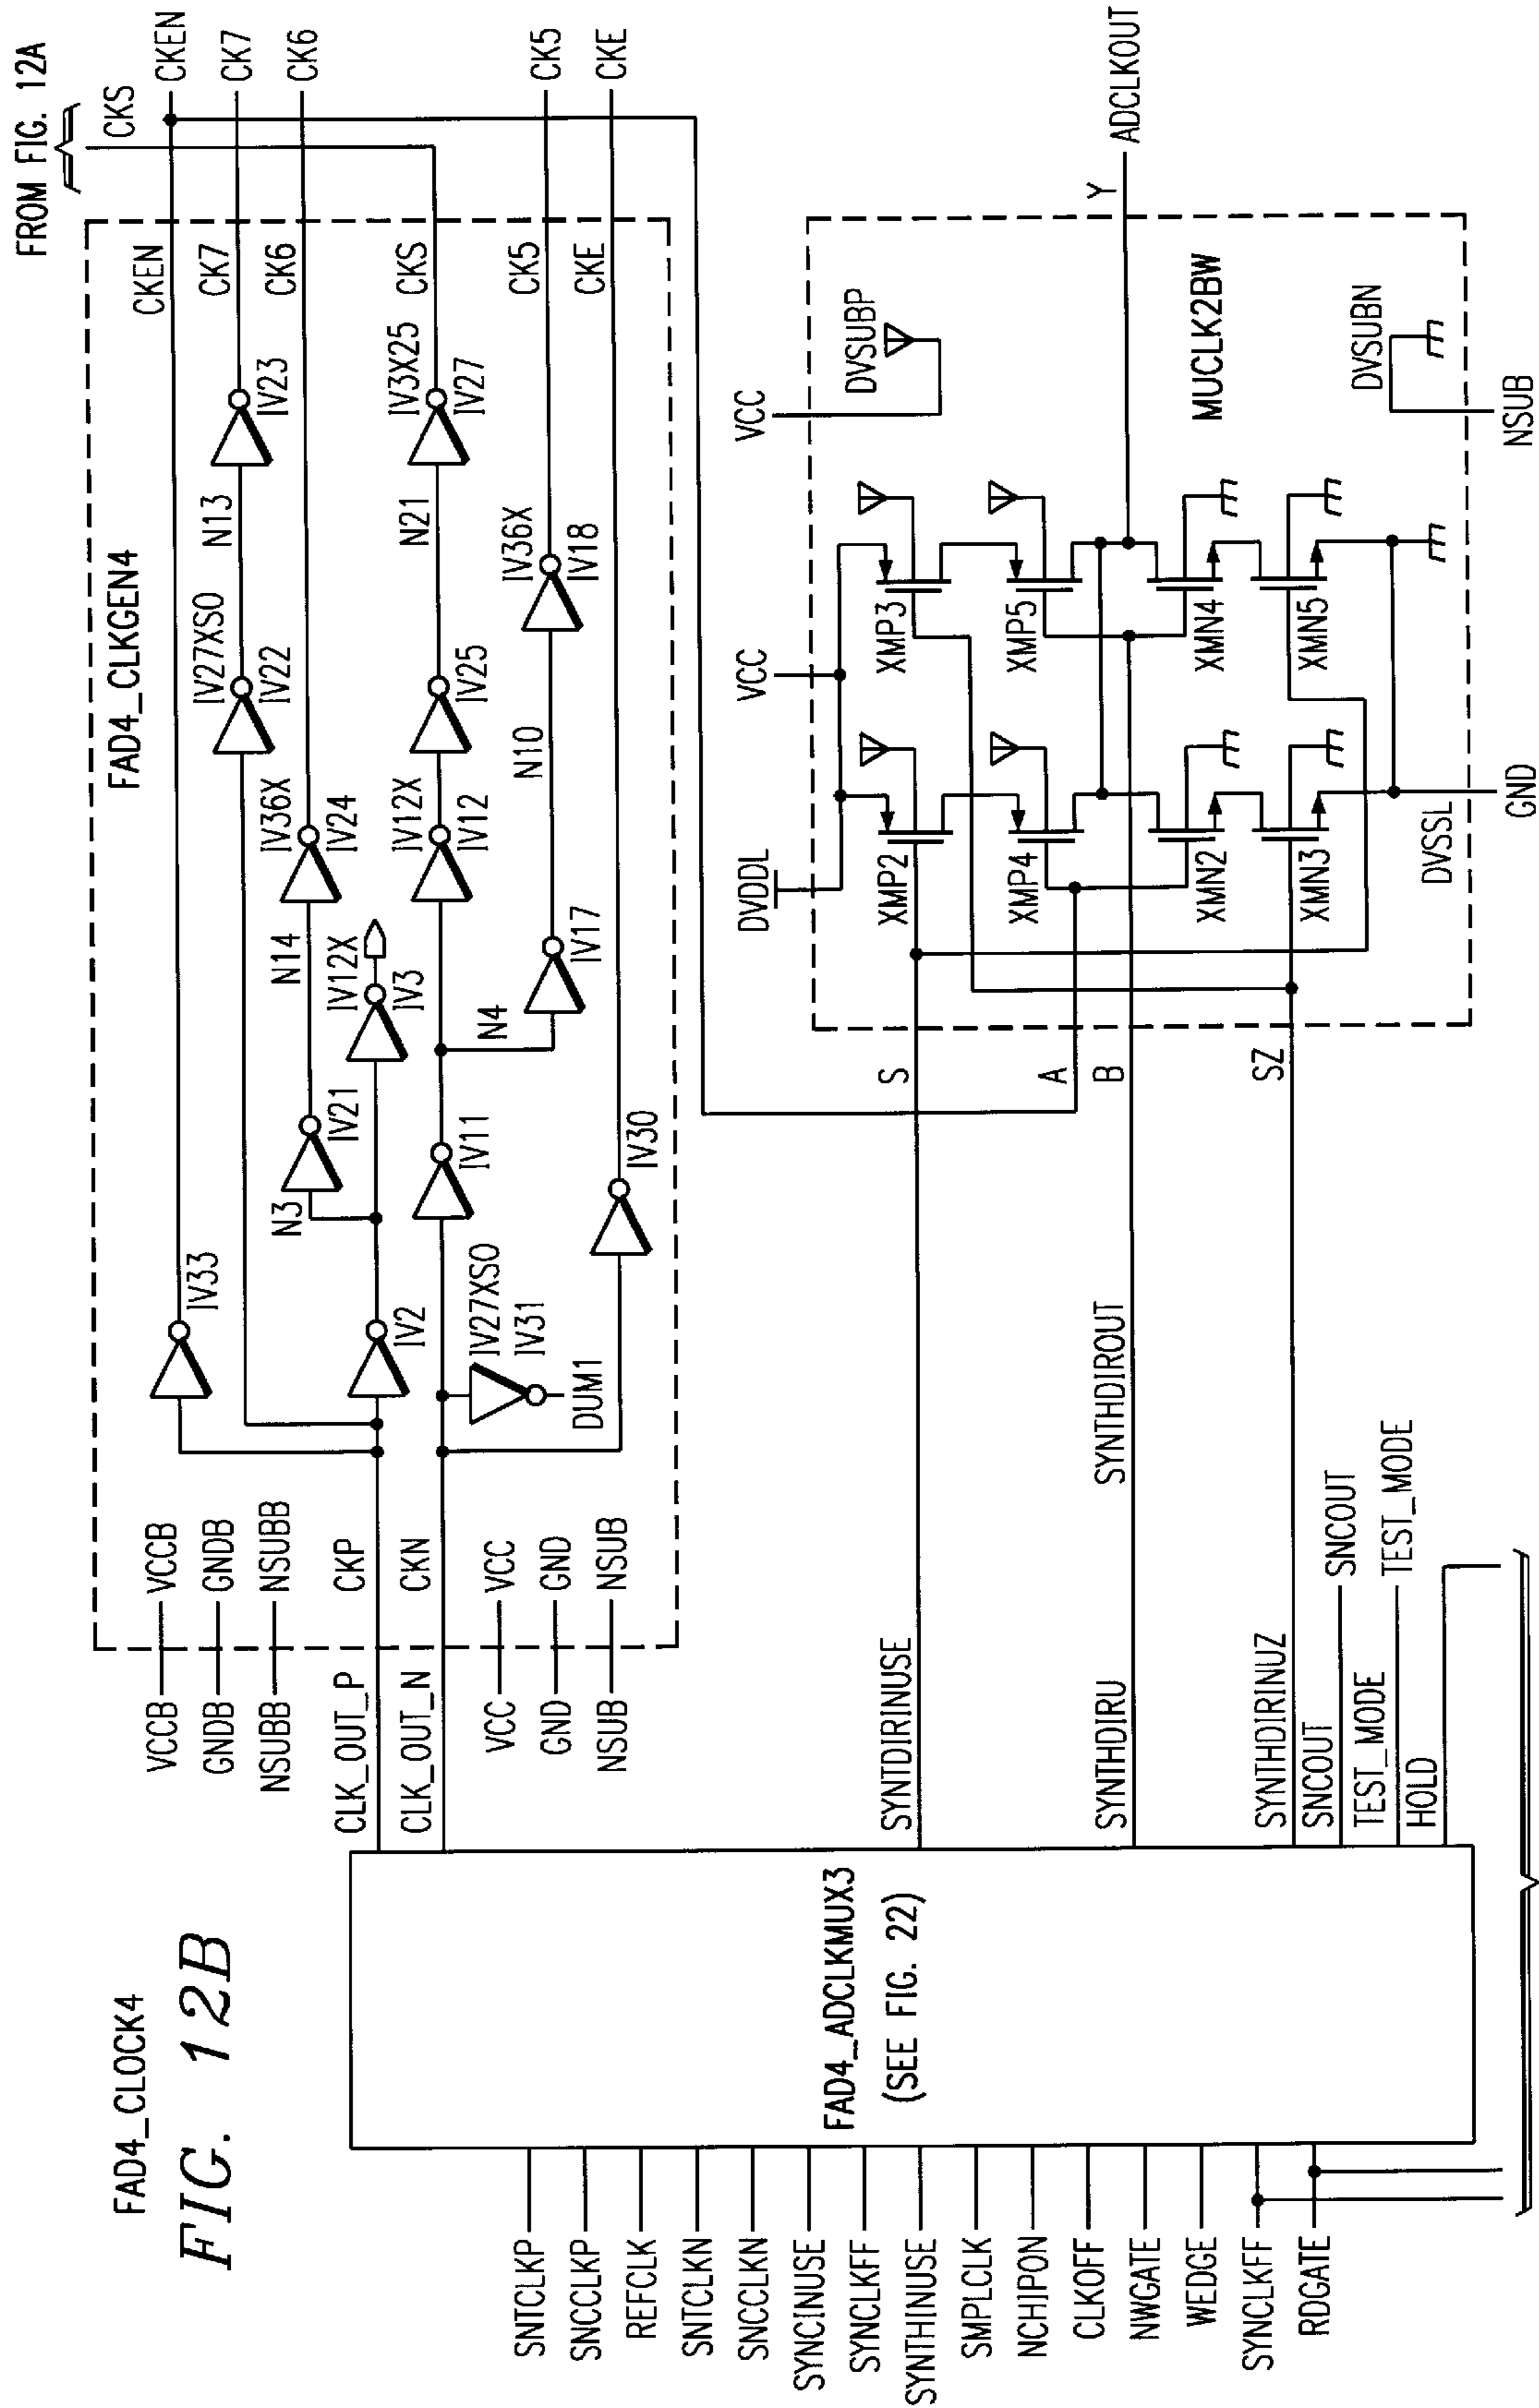 FAD4_CLOCK4
FIG. 12B
FROM FIG. 12A
CKS
CKEN
CK7
CK6
CK5
CKE
FAD4_CLKGEN4
CKEN
CK7
CK6
CKS
CK5
CKE
VCCB
VCCB
GNDB
GNDB
NSUBB
NSUBB
CLK_OUT_P
CKP
CLK_OUT_N
CKN
VCC
VCC
GND
GND
NSUB
NSUB
IV33
IV27XSO
IV22
N13
IV23
N3
IV21
N14
IV36X
IV24
IV2
IV12X
IV3
IV11
IV12X
IV12
IV25
N21
IV3X25
IV27
IV27XSO
IV31
DUM1
N4
IV17
N10
IV36X
IV18
IV30
FAD4_ADCLKMUX3
(SEE FIG. 22)
SNTCLKP
SNCCLKP
REFCLK
SNTCLKN
SNCCLKN
SYNCINUSE
SYNCLKFF
SYNTHINUSE
SMPLCLK
NCHIPON
CLKOFF
NWGATE
WEDGE
SYNCLKFF
RDGATE
SYNTDIRINUSE
S
A
SYNTHDIRU
SYNTHDIROUT
B
SYNTHDIRINUZ
SZ
SNCOUT
SNCOUT
TEST_MODE
TEST_MODE
HOLD
DVDDL
VCC
VCC
DVSUBP
XMP2
XMP3
XMP4
XMP5
XMN2
XMN4
XMN3
XMN5
MUCLK2BW
Y
ADCLKOUT
DVSSL
GND
DVSUBN
NSUB